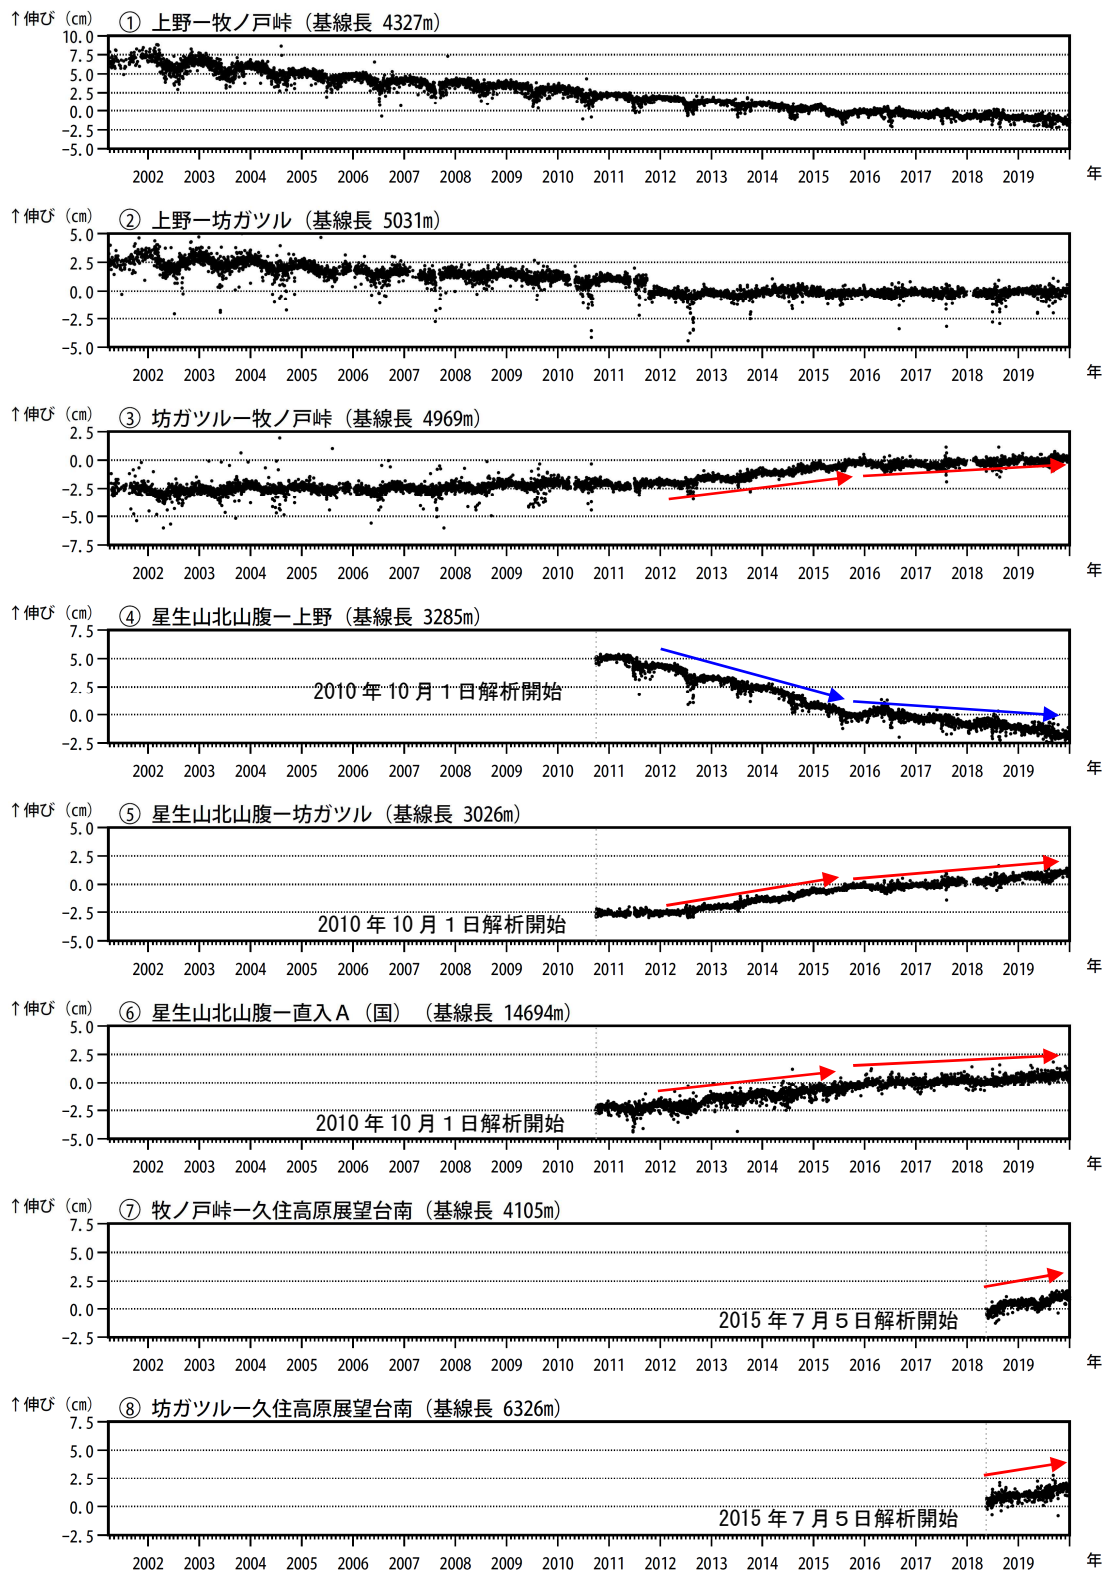 ↑伸び（cm） ① 上野ー牧ノ戸峠（基線長 4327m）
10.0
7.5
5.0
2.5
0.0
−2.5
−5.0
2002 2003 2004 2005 2006 2007 2008 2009 2010 2011 2012 2013 2014 2015 2016 2017 2018 2019 年
↑伸び（cm） ② 上野ー坊ガツル（基線長 5031m）
5.0
2.5
0.0
−2.5
−5.0
2002 2003 2004 2005 2006 2007 2008 2009 2010 2011 2012 2013 2014 2015 2016 2017 2018 2019 年
↑伸び（cm） ③ 坊ガツルー牧ノ戸峠（基線長 4969m）
2.5
0.0
−2.5
−5.0
−7.5
2002 2003 2004 2005 2006 2007 2008 2009 2010 2011 2012 2013 2014 2015 2016 2017 2018 2019 年
↑伸び（cm） ④ 星生山北山腹ー上野（基線長 3285m）
7.5
5.0
2.5
2010 年 10 月 1 日解析開始
0.0
−2.5
2002 2003 2004 2005 2006 2007 2008 2009 2010 2011 2012 2013 2014 2015 2016 2017 2018 2019 年
↑伸び（cm） ⑤ 星生山北山腹ー坊ガツル（基線長 3026m）
5.0
2.5
0.0
−2.5
2010 年 10 月 1 日解析開始
−5.0
2002 2003 2004 2005 2006 2007 2008 2009 2010 2011 2012 2013 2014 2015 2016 2017 2018 2019 年
↑伸び（cm） ⑥ 星生山北山腹ー直入Ａ（国）（基線長 14694m）
5.0
2.5
0.0
−2.5
2010 年 10 月 1 日解析開始
−5.0
2002 2003 2004 2005 2006 2007 2008 2009 2010 2011 2012 2013 2014 2015 2016 2017 2018 2019 年
↑伸び（cm） ⑦ 牧ノ戸峠ー久住高原展望台南（基線長 4105m）
7.5
5.0
2.5
0.0
2015 年７月５日解析開始
−2.5
2002 2003 2004 2005 2006 2007 2008 2009 2010 2011 2012 2013 2014 2015 2016 2017 2018 2019 年
↑伸び（cm） ⑧ 坊ガツルー久住高原展望台南（基線長 6326m）
7.5
5.0
2.5
0.0
2015 年７月５日解析開始
−2.5
2002 2003 2004 2005 2006 2007 2008 2009 2010 2011 2012 2013 2014 2015 2016 2017 2018 2019 年